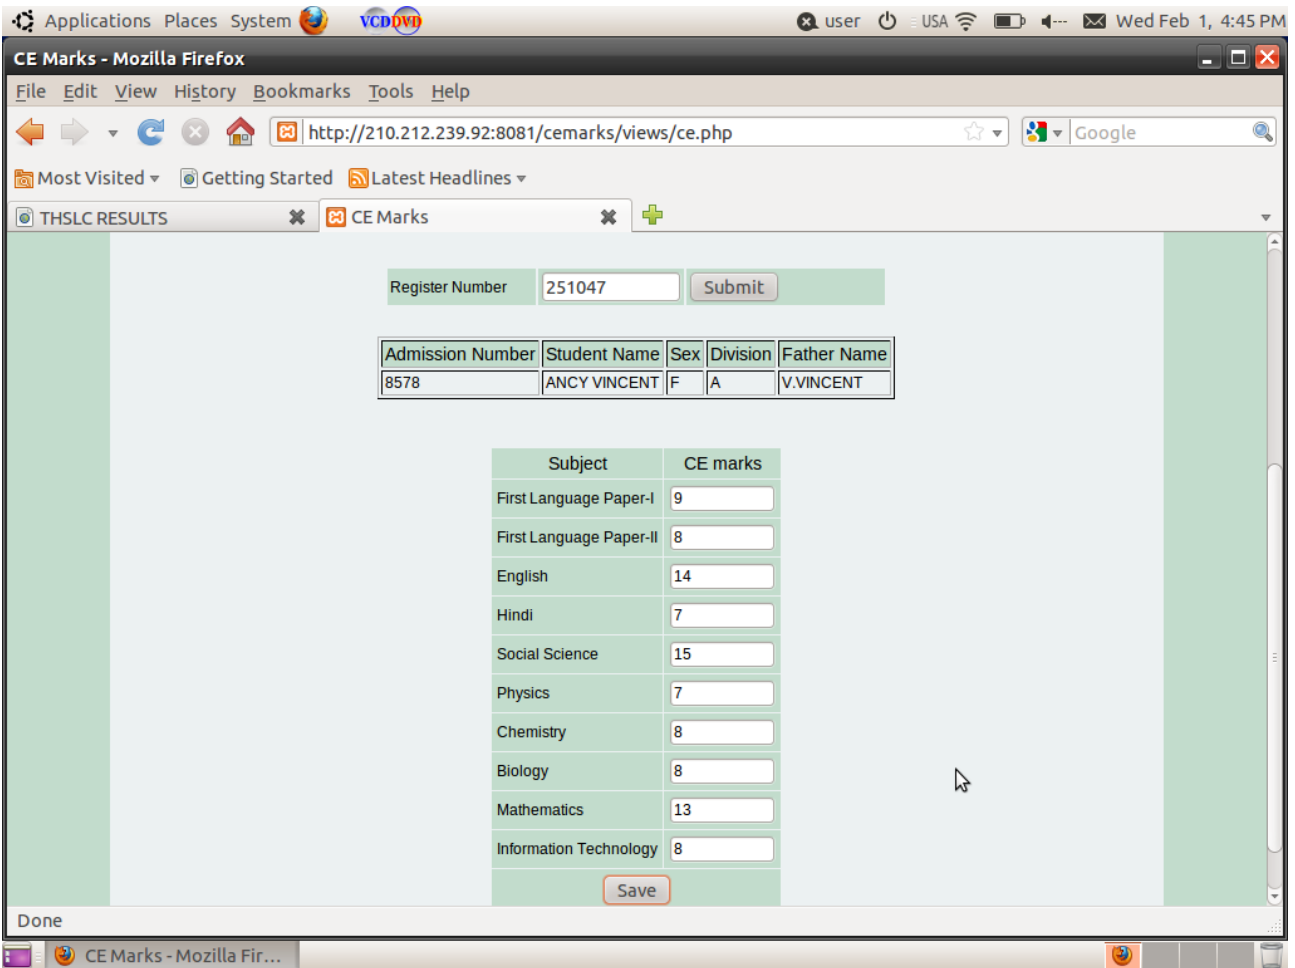 Applications Places System VCDDVD user USA Wed Feb 1, 4:45 PM
CE Marks - Mozilla Firefox
File Edit View History Bookmarks Tools Help
http://210.212.239.92:8081/cemarks/views/ce.php Google
Most Visited Getting Started Latest Headlines
THSLC RESULTS CE Marks
Register Number 251047 Submit
Admission Number Student Name Sex Division Father Name
8578 ANCY VINCENT F A V.VINCENT
Subject CE marks
First Language Paper-I 9
First Language Paper-II 8
English 14
Hindi 7
Social Science 15
Physics 7
Chemistry 8
Biology 8
Mathematics 13
Information Technology 8
Save
Done
CE Marks - Mozilla Fir...